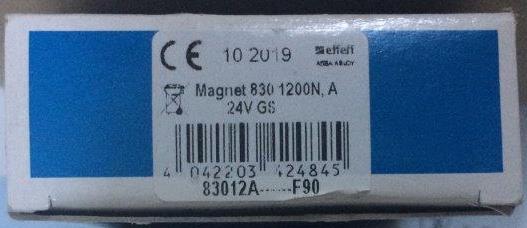 CE 10 2019 effeff
ASSA ABLOY
Magnet 830 1200N, A
24V GS
4 042203 424845
83012A------F90